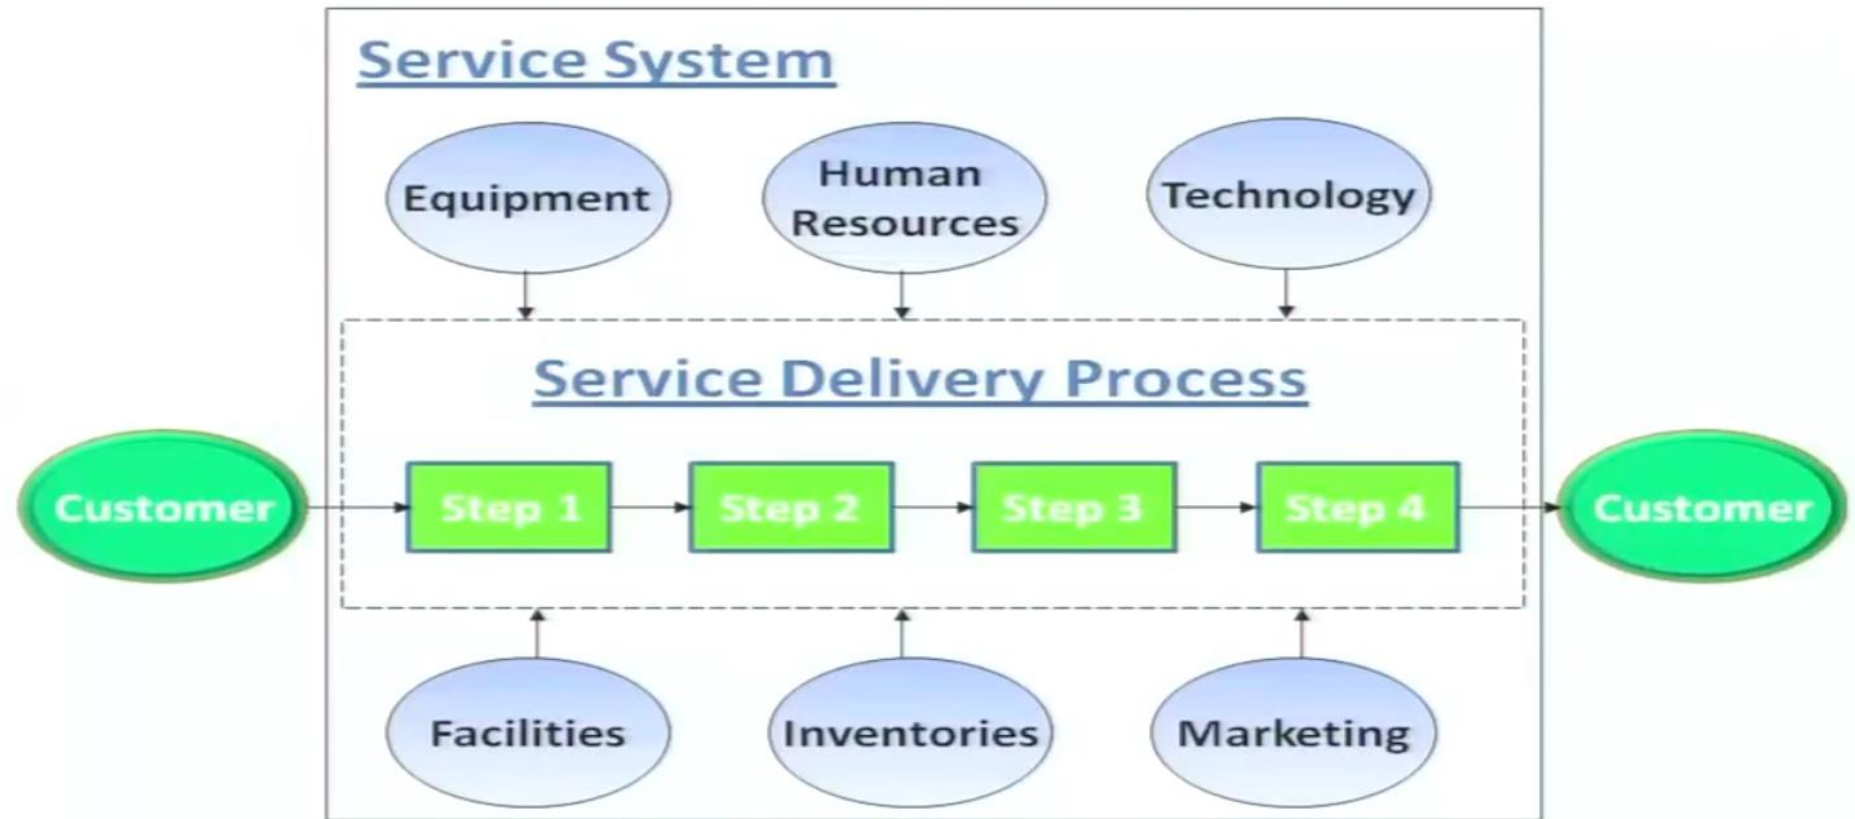 Service System
Equipment
Human
Resources
Technology
Service Delivery Process
Customer
Step 1
Step 2
Step 3
Step 4
Customer
Facilities
Inventories
Marketing